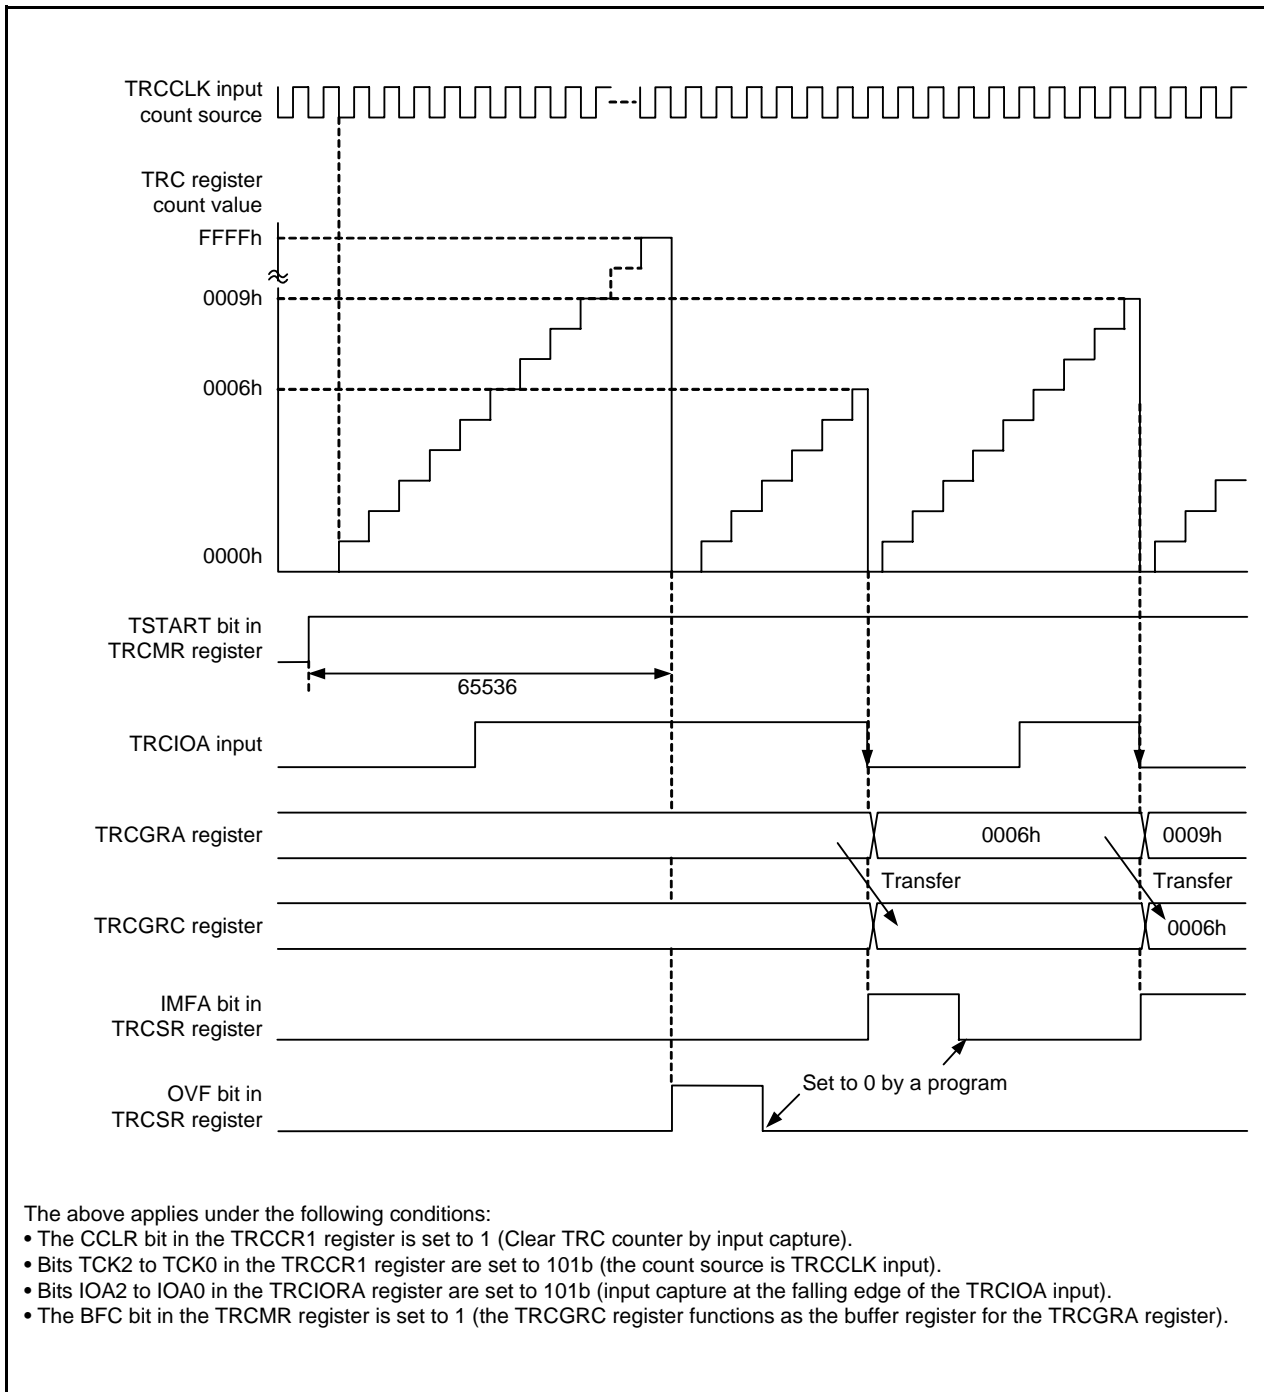 TRCCLK input
count source
TRC register
count value
FFFFh
0009h
0006h
0000h
TSTART bit in
TRCMR register
65536
TRCIOA input
TRCGRA register
0006h
0009h
Transfer
Transfer
TRCGRC register
0006h
IMFA bit in
TRCSR register
Set to 0 by a program
OVF bit in
TRCSR register
The above applies under the following conditions:
• The CCLR bit in the TRCCR1 register is set to 1 (Clear TRC counter by input capture).
• Bits TCK2 to TCK0 in the TRCCR1 register are set to 101b (the count source is TRCCLK input).
• Bits IOA2 to IOA0 in the TRCIORA register are set to 101b (input capture at the falling edge of the TRCIOA input).
• The BFC bit in the TRCMR register is set to 1 (the TRCGRC register functions as the buffer register for the TRCGRA register).